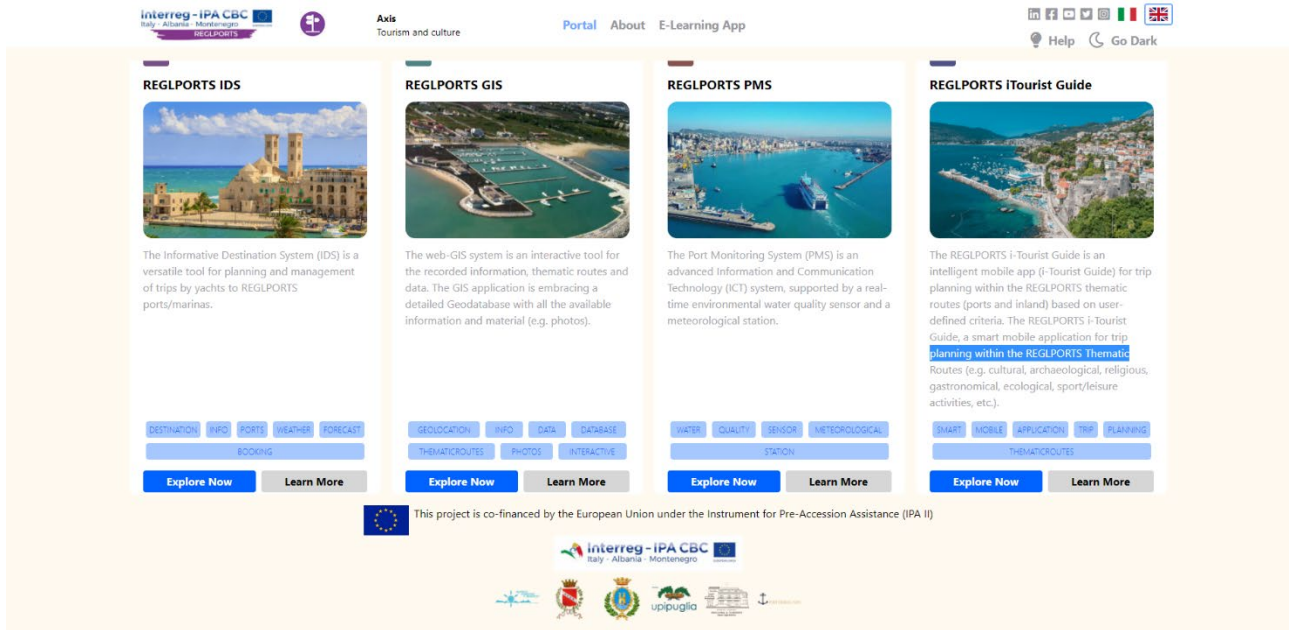 Interreg - IPA CBC
Italy - Albania - Montenegro
REGLPORTS
Axis
Tourism and culture
Portal About E-Learning App
Help Go Dark
REGLPORTS IDS
The Informative Destination System (IDS) is a
versatile tool for planning and management
of trips by yachts to REGLPORTS
ports/marinas.
DESTINATION INFO PORTS WEATHER FORECAST
BOOKING
Explore Now Learn More
REGLPORTS GIS
The web-GIS system is an interactive tool for
the recorded information, thematic routes and
data. The GIS application is embracing a
detailed Geodatabase with all the available
information and material (e.g. photos).
GEOLOCATION INFO DATA DATABASE
THEMATICROUTES PHOTOS INTERACTIVE
Explore Now Learn More
REGLPORTS PMS
The Port Monitoring System (PMS) is an
advanced Information and Communication
Technology (ICT) system, supported by a real-
time environmental water quality sensor and a
meteorological station.
WATER QUALITY SENSOR METEOROLOGICAL
STATION
Explore Now Learn More
REGLPORTS iTourist Guide
The REGLPORTS i-Tourist Guide is an
intelligent mobile app (i-Tourist Guide) for trip
planning within the REGLPORTS thematic
routes (ports and inland) based on user-
defined criteria. The REGLPORTS i-Tourist
Guide, a smart mobile application for trip
planning within the REGLPORTS Thematic
Routes (e.g. cultural, archaeological, religious,
gastronomical, ecological, sport/leisure
activities, etc.).
SMART MOBILE APPLICATION TRIP PLANNING
THEMATICROUTES
Explore Now Learn More
This project is co-financed by the European Union under the Instrument for Pre-Accession Assistance (IPA II)
Interreg - IPA CBC
Italy - Albania - Montenegro
upipuglia